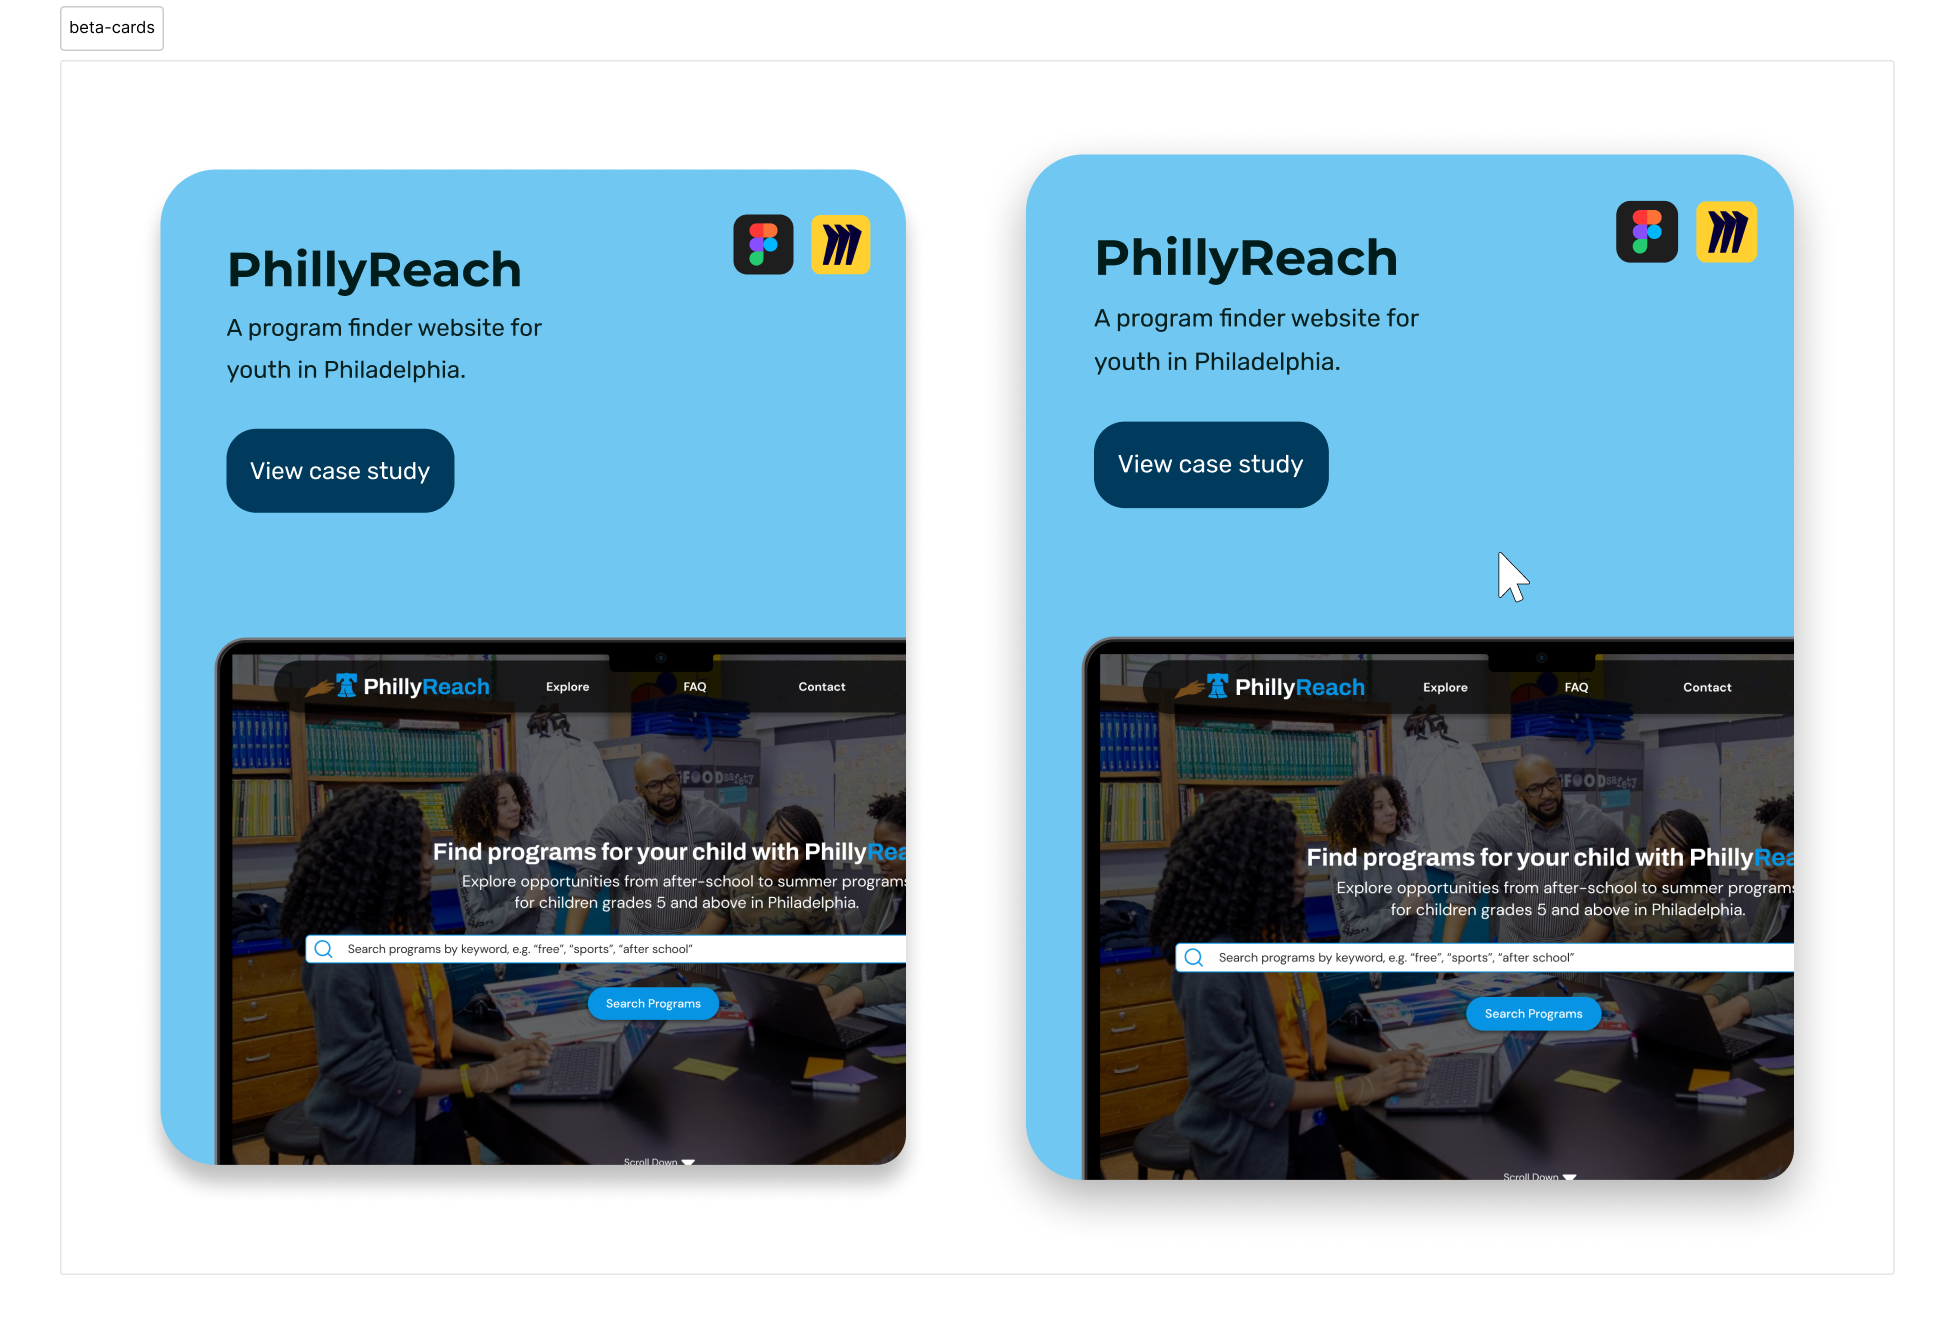 beta-cards
PhillyReach
A program finder website for
youth in Philadelphia.
View case study
PhillyReach
Explore
FAQ
Contact
FOOD safety
Find programs for your child with PhillyRea
Explore opportunities from after-school to summer programs
for children grades 5 and above in Philadelphia.
Search programs by keyword, e.g. “free”, “sports”, “after school”
Search Programs
Scroll Down
PhillyReach
A program finder website for
youth in Philadelphia.
View case study
PhillyReach
Explore
FAQ
Contact
FOOD safety
Find programs for your child with PhillyRea
Explore opportunities from after-school to summer programs
for children grades 5 and above in Philadelphia.
Search programs by keyword, e.g. “free”, “sports”, “after school”
Search Programs
Scroll Down